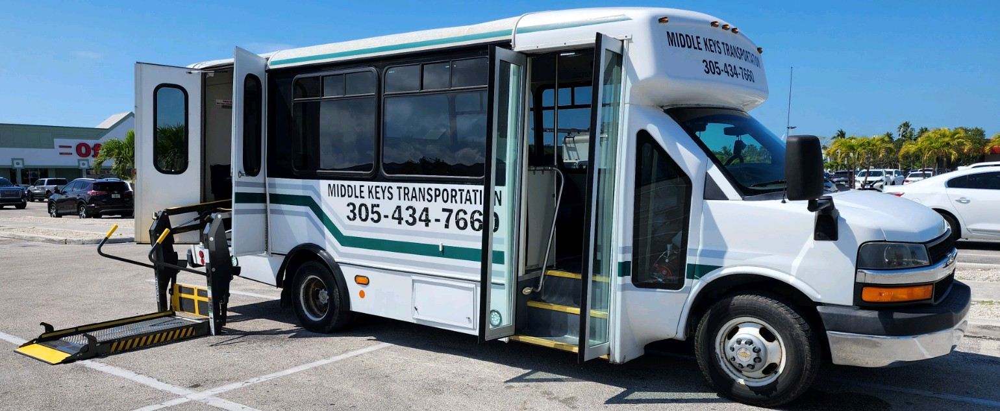 MIDDLE KEYS TRANSPORTATION
305-434-7660
MIDDLE KEYS TRANSPORTATION
305-434-7660